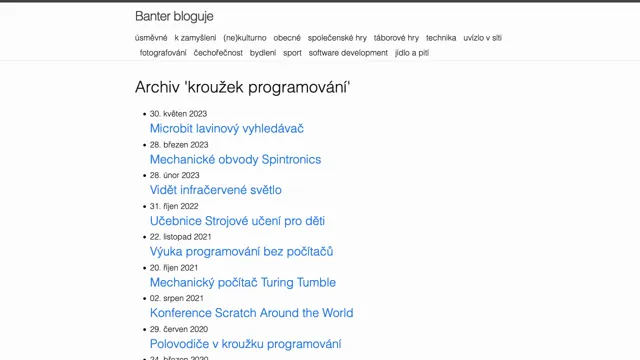 Banter bloguje
úsměvné k zamyšlení (ne)kulturno obecné společenské hry táborové hry technika uvízlo v síti
fotografování čechořečnost bydlení sport software development jídlo a pití
Archiv 'kroužek programování'
30. květen 2023
Microbit lavinový vyhledávač
28. březen 2023
Mechanické obvody Spintronics
28. únor 2023
Vidět infračervené světlo
31. říjen 2022
Učebnice Strojové učení pro děti
22. listopad 2021
Výuka programování bez počítačů
20. říjen 2021
Mechanický počítač Turing Tumble
02. srpen 2021
Konference Scratch Around the World
29. červen 2020
Polovodiče v kroužku programování
24. březen 2020